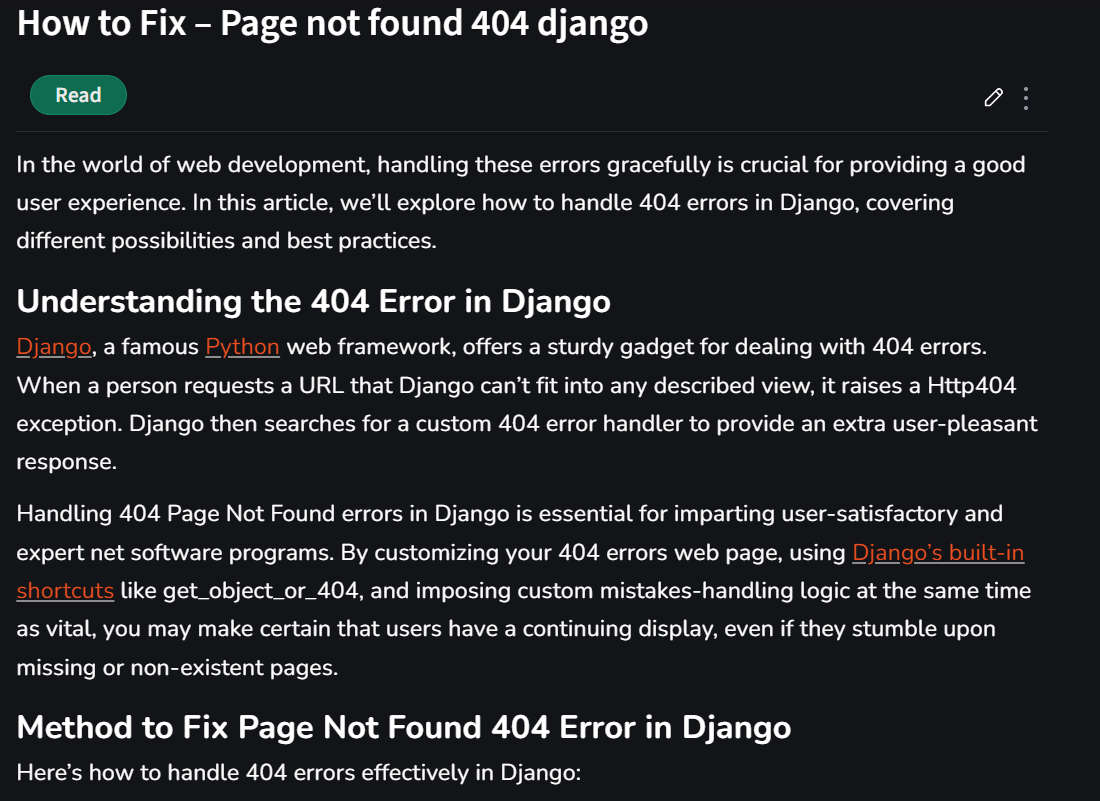 How to Fix – Page not found 404 django
Read
In the world of web development, handling these errors gracefully is crucial for providing a good
user experience. In this article, we’ll explore how to handle 404 errors in Django, covering
different possibilities and best practices.
Understanding the 404 Error in Django
Django, a famous Python web framework, offers a sturdy gadget for dealing with 404 errors.
When a person requests a URL that Django can’t fit into any described view, it raises a Http404
exception. Django then searches for a custom 404 error handler to provide an extra user-pleasant
response.
Handling 404 Page Not Found errors in Django is essential for imparting user-satisfactory and
expert net software programs. By customizing your 404 errors web page, using Django’s built-in
shortcuts like get_object_or_404, and imposing custom mistakes-handling logic at the same time
as vital, you may make certain that users have a continuing display, even if they stumble upon
missing or non-existent pages.
Method to Fix Page Not Found 404 Error in Django
Here’s how to handle 404 errors effectively in Django: